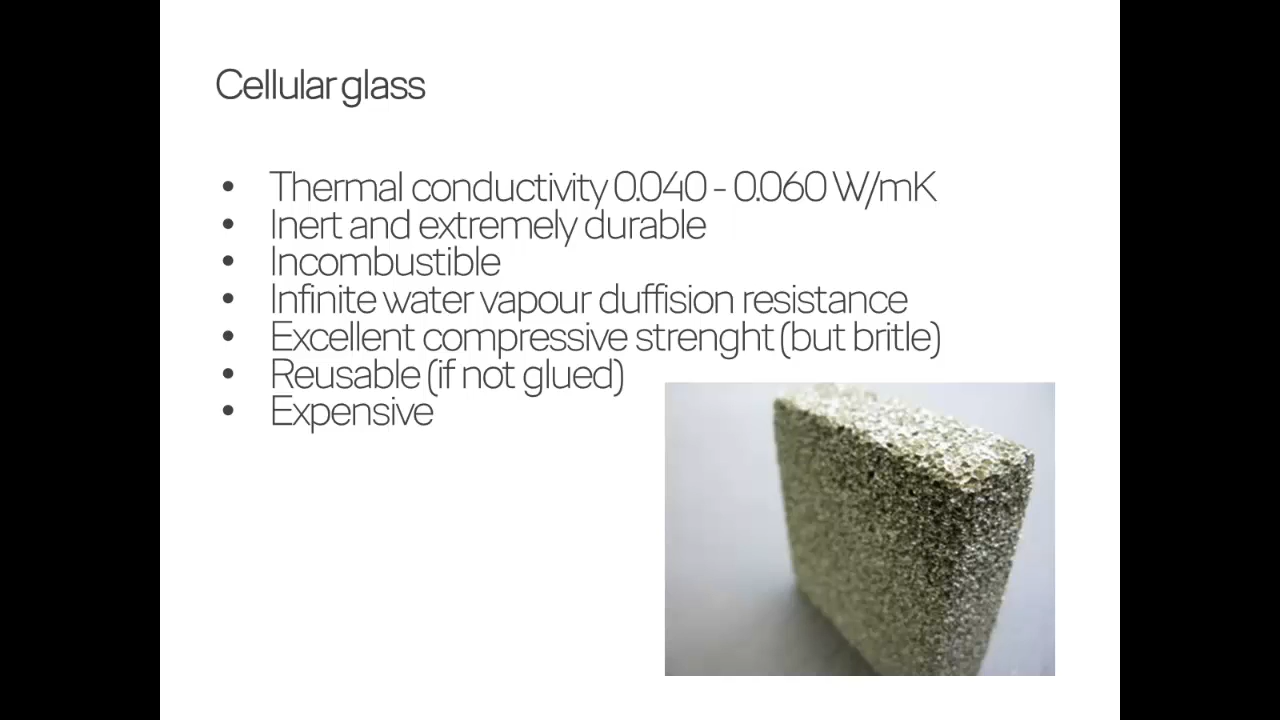 Cellular glass
• Thermal conductivity 0.040 - 0.060 W/mK
• Inert and extremely durable
• Incombustible
• Infinite water vapour duffision resistance
• Excellent compressive strenght (but britle)
• Reusable (if not glued)
• Expensive